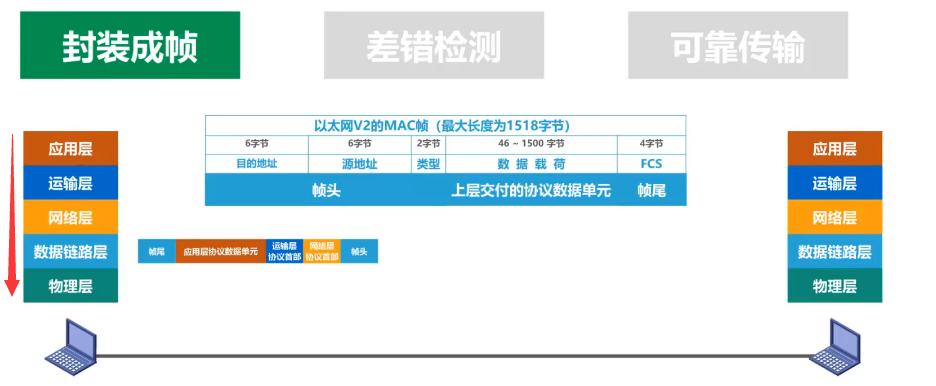 封装成帧
差错检测
可靠传输
以太网V2的MAC帧（最大长度为1518字节）
6字节 6字节 2字节 46 ~ 1500 字节 4字节
目的地址 源地址 类型 数 据 载 荷 FCS
帧头 上层交付的协议数据单元 帧尾
应用层
运输层
网络层
数据链路层
物理层
帧尾 应用层协议数据单元 运输层 网络层 帧头
协议首部 协议首部
应用层
运输层
网络层
数据链路层
物理层